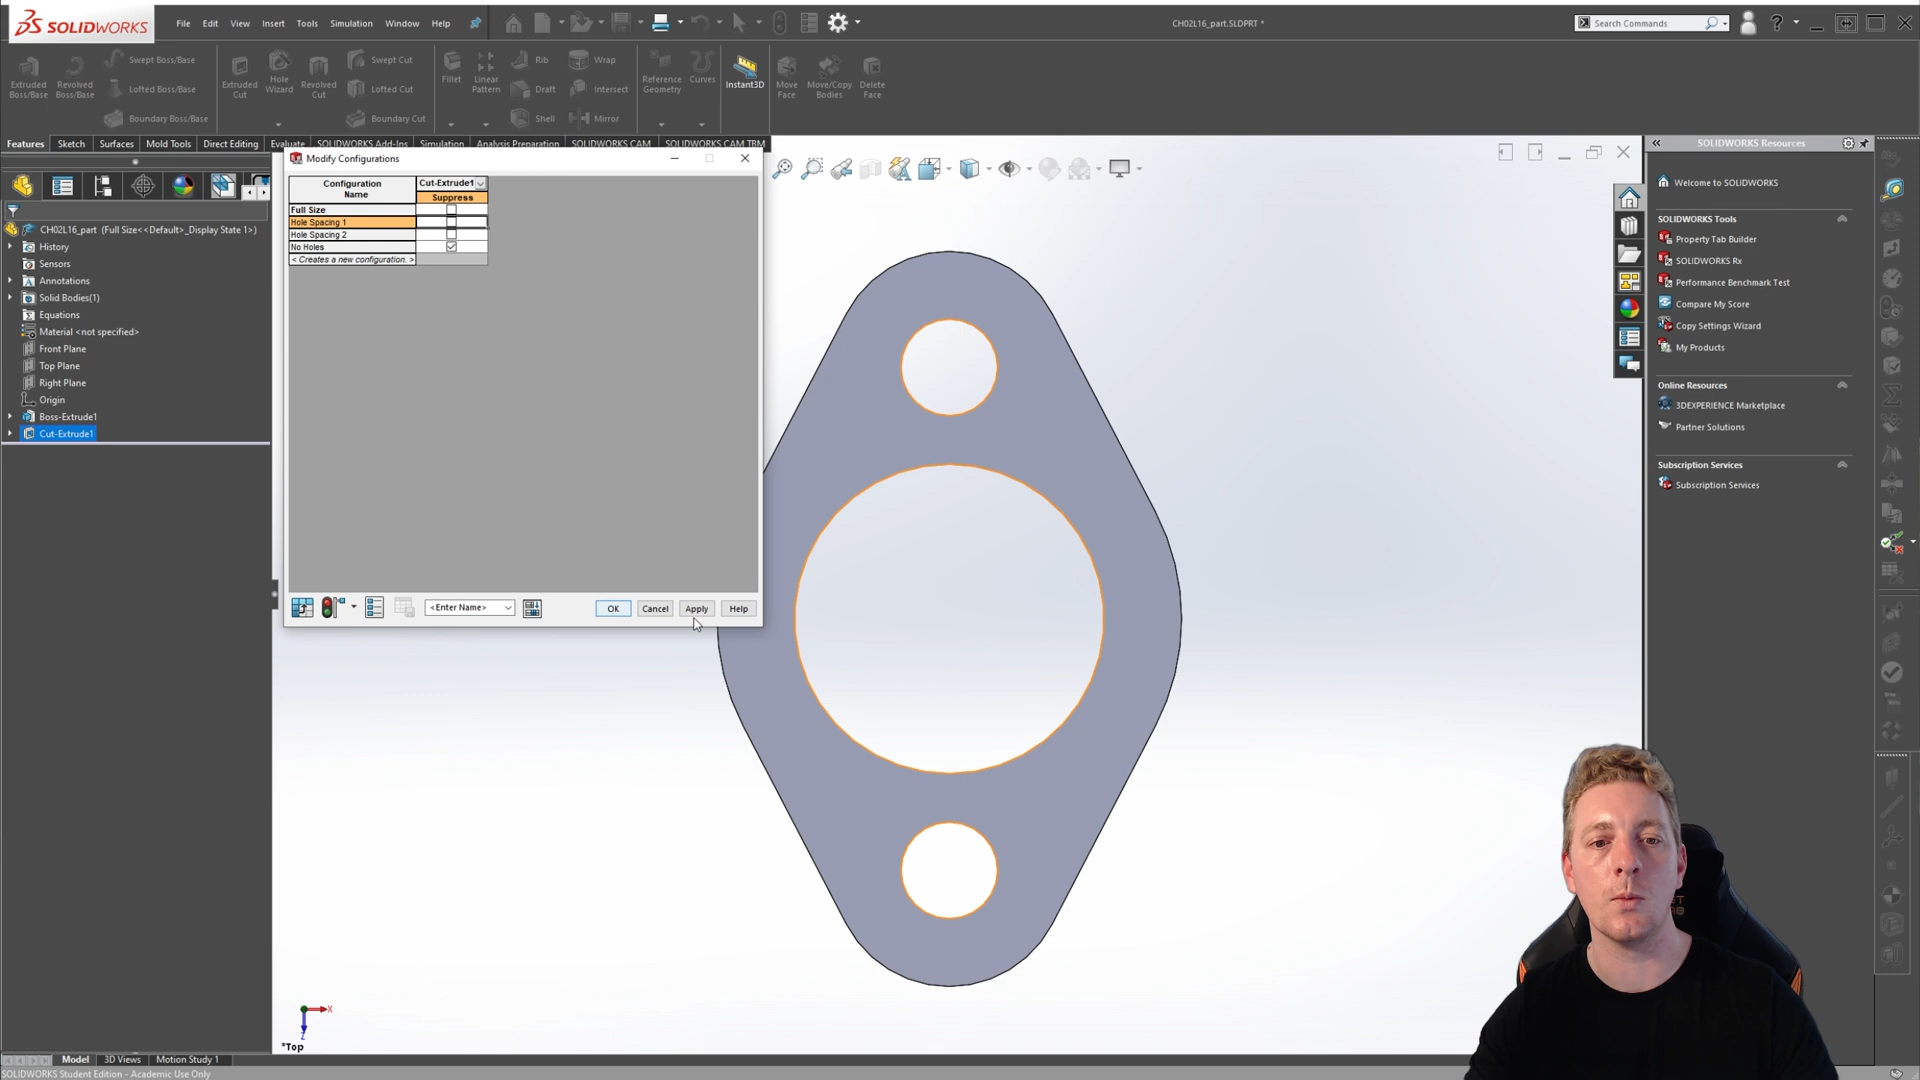 SOLIDWORKS
File Edit View Insert Tools Simulation Window Help
CH02L16_part.SLDPRT *
Search Commands
Extruded Boss/Base
Revolved Boss/Base
Swept Boss/Base
Lofted Boss/Base
Boundary Boss/Base
Extruded Cut
Hole Wizard
Revolved Cut
Swept Cut
Lofted Cut
Boundary Cut
Fillet
Linear Pattern
Rib
Draft
Shell
Wrap
Intersect
Mirror
Reference Geometry
Curves
Instant3D
Move Face
Move/Copy Bodies
Delete Face
Features Sketch Surfaces Mold Tools Direct Editing Evaluate SOLIDWORKS Add-Ins Simulation Analysis Preparation SOLIDWORKS CAM SOLIDWORKS CAM TBM
CH02L16_part (Full Size<<Default>_Display State 1>)
History
Sensors
Annotations
Solid Bodies(1)
Equations
Material <not specified>
Front Plane
Top Plane
Right Plane
Origin
Boss-Extrude1
Cut-Extrude1
Modify Configurations
Configuration Name
Cut-Extrude1
Suppress
Full Size
Hole Spacing 1
Hole Spacing 2
No Holes
< Creates a new configuration. >
<Enter Name>
OK Cancel Apply Help
SOLIDWORKS Resources
Welcome to SOLIDWORKS
SOLIDWORKS Tools
Property Tab Builder
SOLIDWORKS Rx
Performance Benchmark Test
Compare My Score
Copy Settings Wizard
My Products
Online Resources
3DEXPERIENCE Marketplace
Partner Solutions
Subscription Services
Subscription Services
X
Z
*Top
Model 3D Views Motion Study 1
SOLIDWORKS Student Edition - Academic Use Only